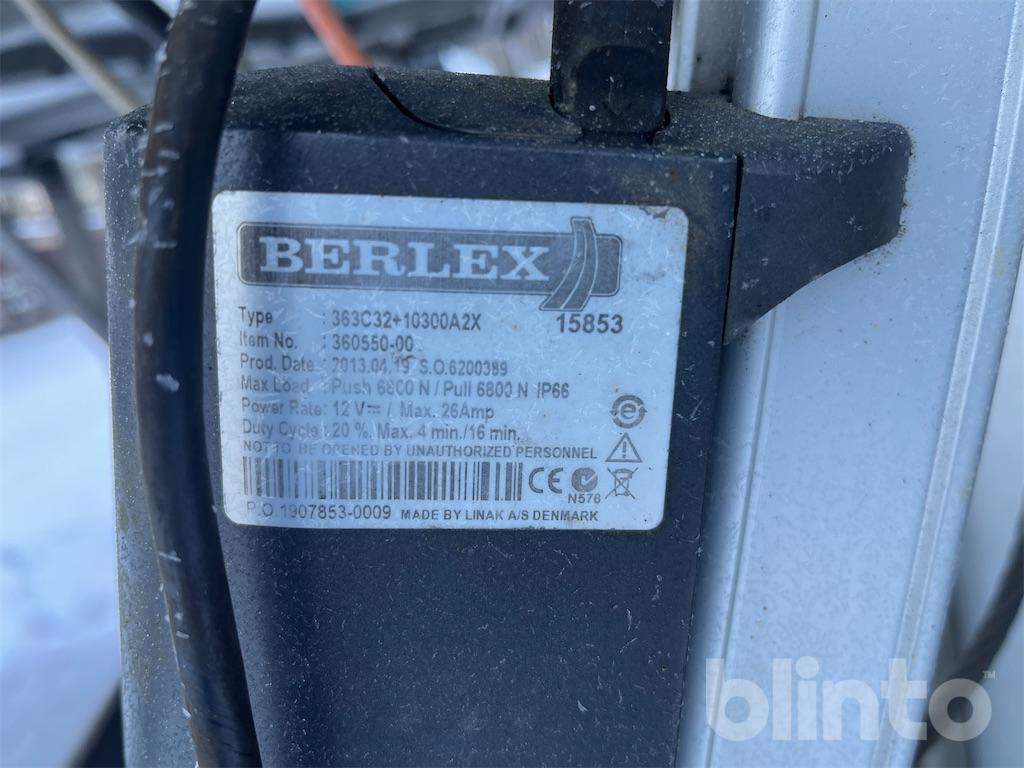 BERLEX
Type : 363C32+10300A2X 15853
Item No. : 360550-00
Prod. Date.: 2013.04.19 S.O.6200389
Max Load : Push 6800 N / Pull 6800 N IP66
Power Rate: 12 V⎓ /. Max. 26Amp
Duty Cycle : 20 %. Max. 4 min./16 min.
NOT TO BE OPENED BY UNAUTHORIZED PERSONNEL
CE N576
P.O.1907853-0009 MADE BY LINAK A/S DENMARK
blinto™